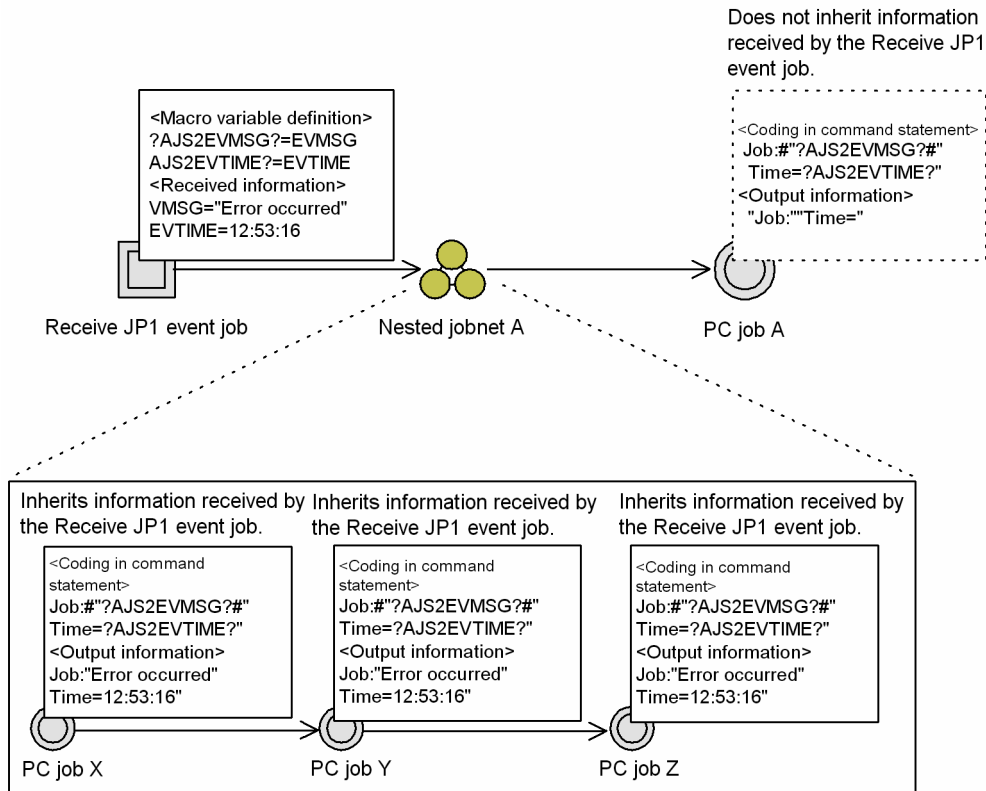 Does not inherit information
received by the Receive JP1
event job.
<Macro variable definition>
?AJS2EVMSG?=EVMSG
AJS2EVTIME?=EVTIME
<Received information>
VMSG="Error occurred"
EVTIME=12:53:16
<Coding in command statement>
Job:#"?AJS2EVMSG?#"
Time=?AJS2EVTIME?"
<Output information>
"Job:""Time="
Receive JP1 event job
Nested jobnet A
PC job A
Inherits information received by
the Receive JP1 event job.
<Coding in command
statement>
Job:#"?AJS2EVMSG?#"
Time=?AJS2EVTIME?"
<Output information>
Job:"Error occurred"
Time=12:53:16"
PC job X
Inherits information received by
the Receive JP1 event job.
<Coding in command
statement>
Job:#"?AJS2EVMSG?#"
Time=?AJS2EVTIME?"
<Output information>
Job:"Error occurred"
Time=12:53:16"
PC job Y
Inherits information received by
the Receive JP1 event job.
<Coding in command
statement>
Job:#"?AJS2EVMSG?#"
Time=?AJS2EVTIME?"
<Output information>
Job:"Error occurred"
Time=12:53:16"
PC job Z